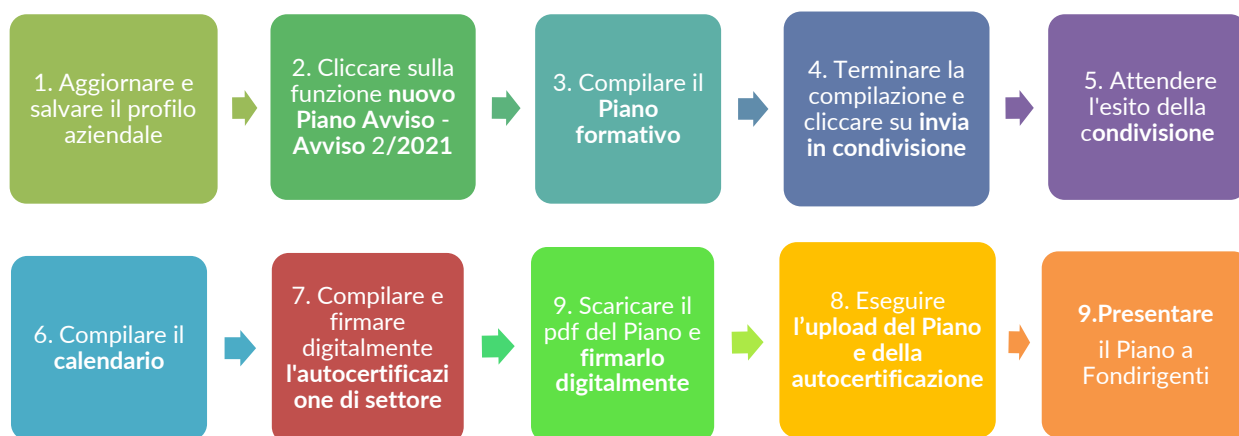 1. Aggiornare e
salvare il profilo
aziendale
2. Cliccare sulla
funzione nuovo
Piano Avviso -
Avviso 2/2021
3. Compilare il
Piano
formativo
4. Terminare la
compilazione e
cliccare su invia
in condivisione
5. Attendere
l'esito della
condivisione
6. Compilare il
calendario
7. Compilare e
firmare
digitalmente
l'autocertificazi
one di settore
9. Scaricare il
pdf del Piano e
firmarlo
digitalmente
8. Eseguire
l’upload del Piano
e della
autocertificazione
9.Presentare
il Piano a
Fondirigenti